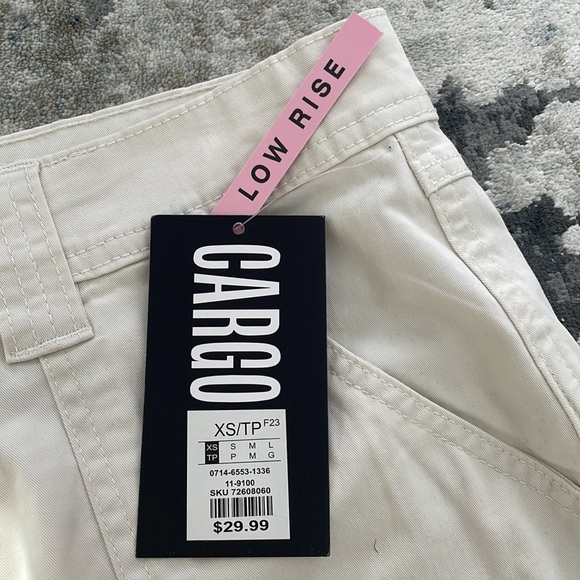 LOW RISE
CARGO
XS/TP F23
XS S M L
TP P M G
0714-6553-1336
11-9100
SKU 72608060
$29.99